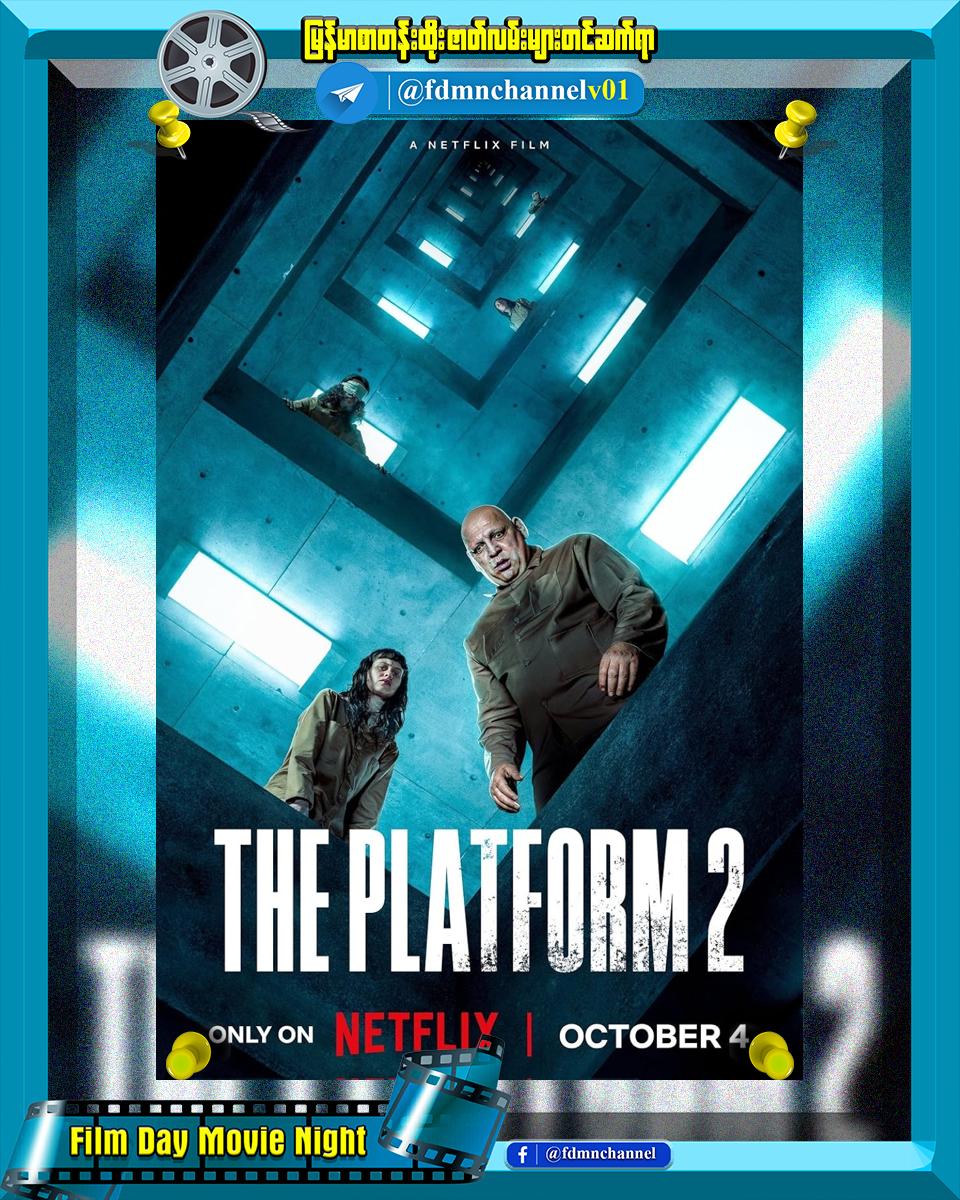 မြန်မာစာတန်းထိုးဇာတ်လမ်းများတင်ဆက်ရာ
@fdmnchannelv01
A NETFLIX FILM
THE PLATFORM 2
ONLY ON NETFLIX | OCTOBER 4
Film Day Movie Night
@fdmnchannel